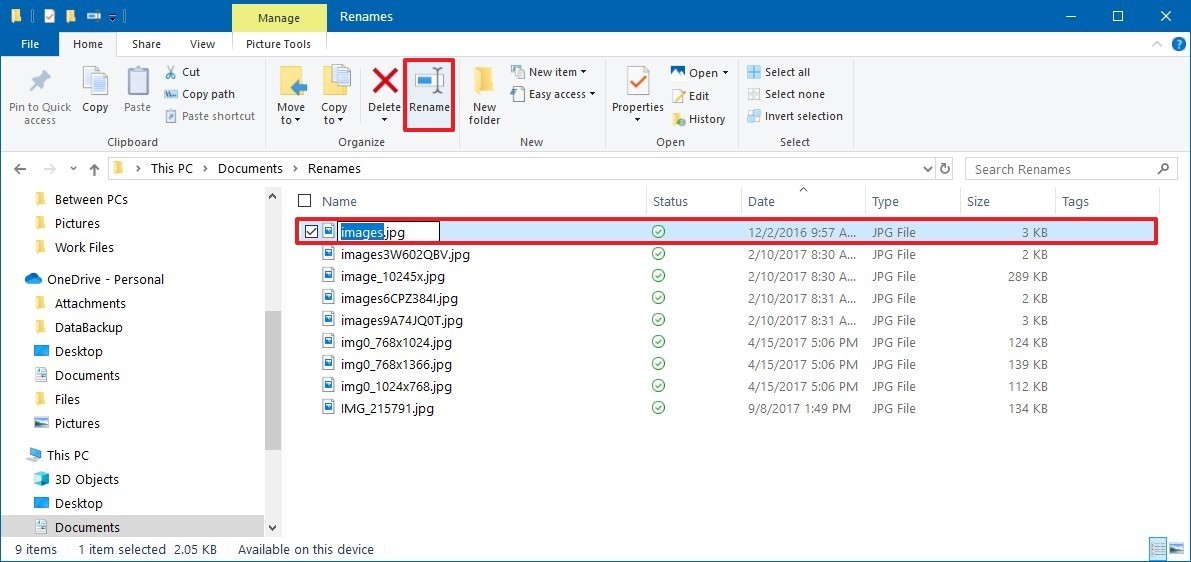 Manage
Renames
File
Home
Share
View
Picture Tools
Pin to Quick access
Copy
Paste
Cut
Copy path
Paste shortcut
Clipboard
Move to
Copy to
Delete
Rename
Organize
New folder
New item
Easy access
New
Properties
Open
Edit
History
Open
Select all
Select none
Invert selection
Select
This PC > Documents > Renames
Search Renames
Between PCs
Pictures
Work Files
OneDrive - Personal
Attachments
DataBackup
Desktop
Documents
Files
Pictures
This PC
3D Objects
Desktop
Documents
Name Status Date Type Size Tags
images.jpg 12/2/2016 9:57 A... JPG File 3 KB
images3W602QBV.jpg 2/10/2017 8:30 A... JPG File 2 KB
image_10245x.jpg 2/10/2017 8:30 A... JPG File 289 KB
images6CPZ384I.jpg 2/10/2017 8:31 A... JPG File 2 KB
images9A74JQ0T.jpg 2/10/2017 8:31 A... JPG File 3 KB
img0_768x1024.jpg 4/15/2017 5:06 PM JPG File 124 KB
img0_768x1366.jpg 4/15/2017 5:06 PM JPG File 139 KB
img0_1024x768.jpg 4/15/2017 5:06 PM JPG File 112 KB
IMG_215791.jpg 9/8/2017 1:49 PM JPG File 134 KB
9 items 1 item selected 2.05 KB Available on this device